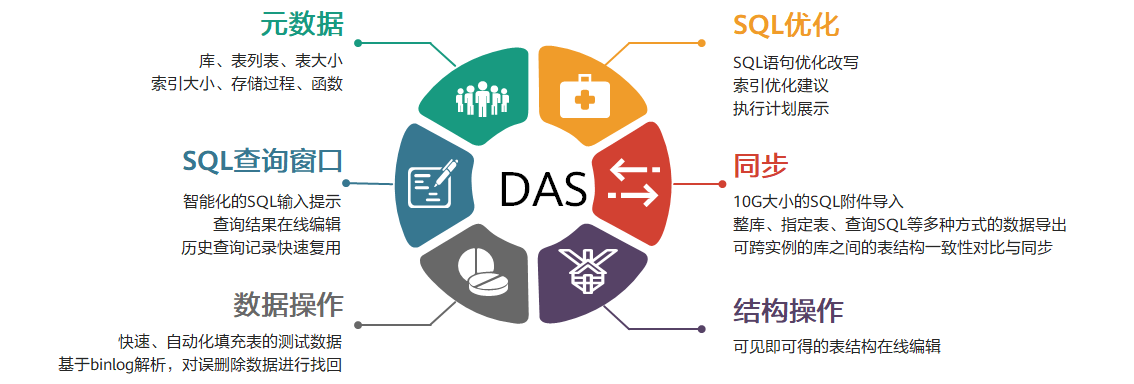 元数据
库、表列表、表大小
索引大小、存储过程、函数
SQL查询窗口
智能化的SQL输入提示
查询结果在线编辑
历史查询记录快速复用
数据操作
快速、自动化填充表的测试数据
基于binlog解析，对误删除数据进行找回
DAS
SQL优化
SQL语句优化改写
索引优化建议
执行计划展示
同步
10G大小的SQL附件导入
整库、指定表、查询SQL等多种方式的数据导出
可跨实例的库之间的表结构一致性对比与同步
结构操作
可见即可得的表结构在线编辑